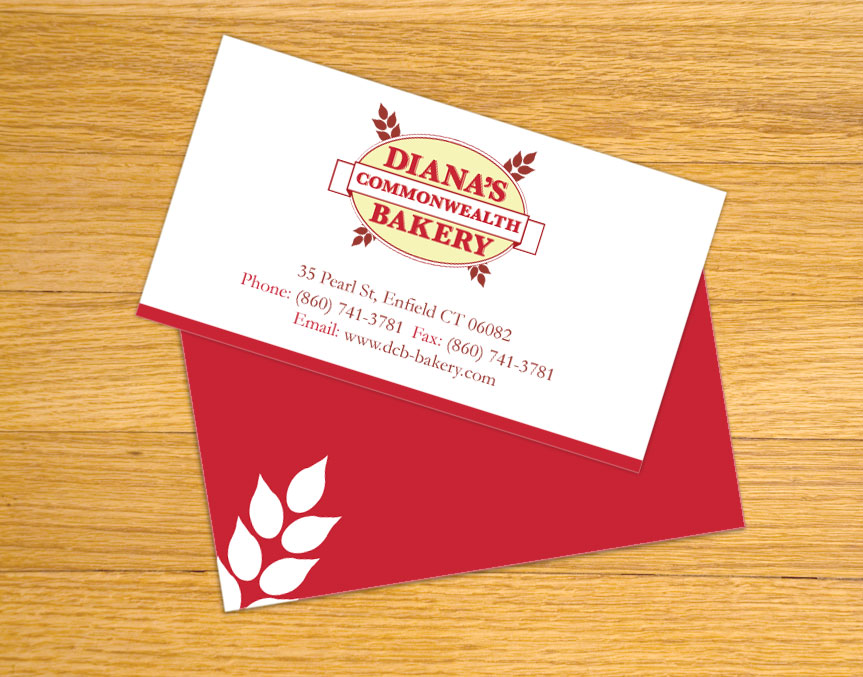 DIANA'S
COMMONWEALTH
BAKERY
35 Pearl St, Enfield CT 06082
Phone: (860) 741-3781 Fax: (860) 741-3781
Email: www.dcb-bakery.com